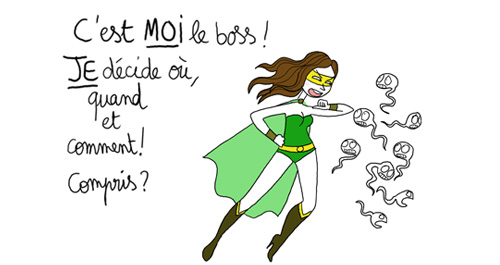 C'est MOi le boss !
JE décide où,
quand
et
comment !
Compris ?